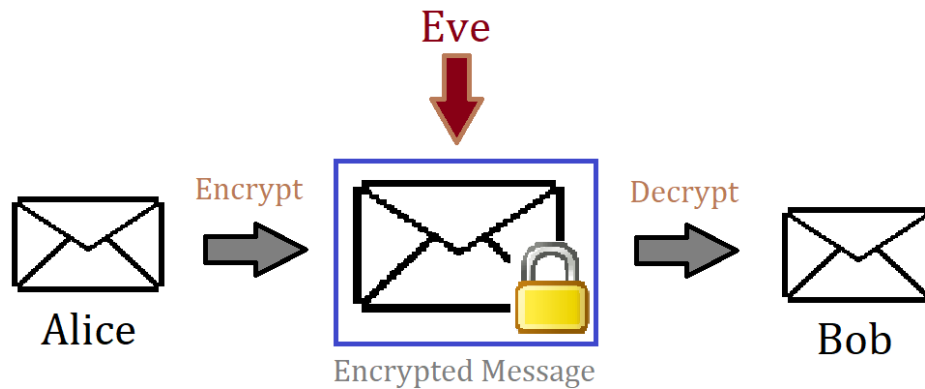 Eve
Encrypt
Decrypt
Alice
Bob
Encrypted Message